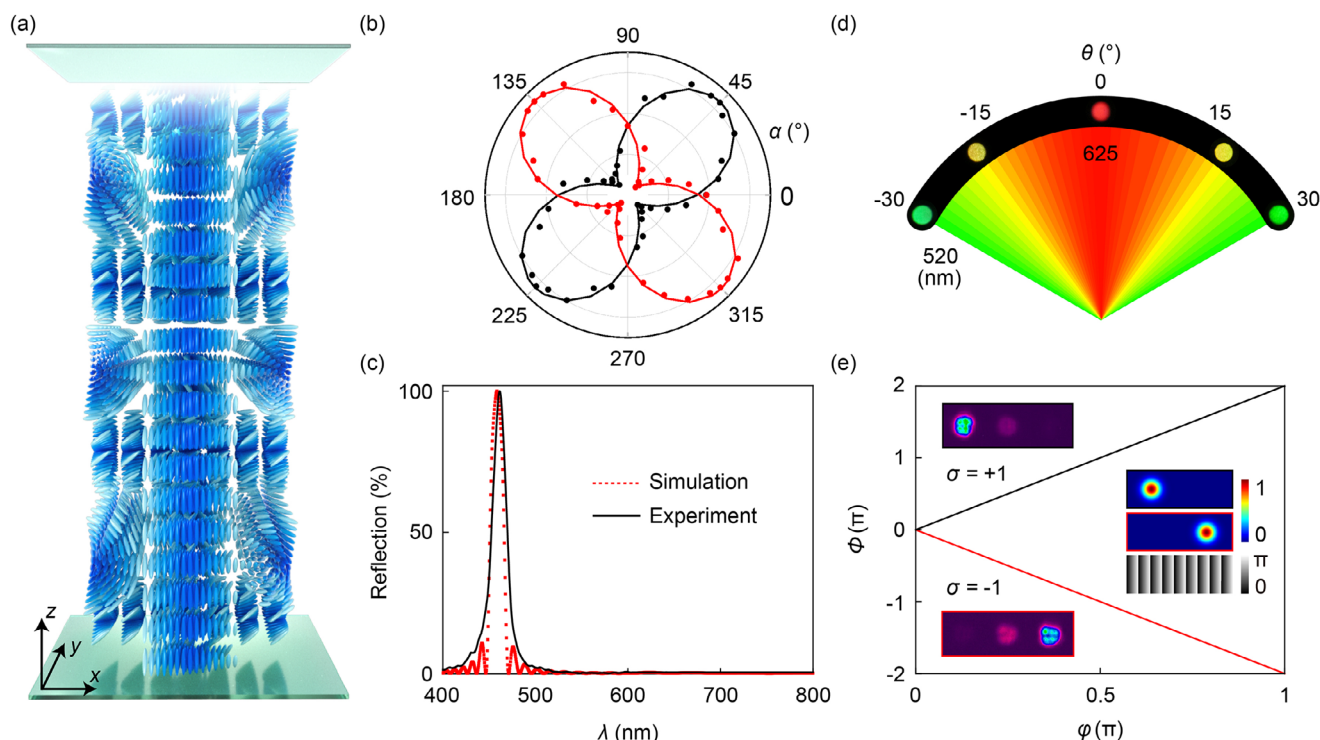 (a)
z
y
x
(b)
90
135
45
α (°)
180
0
225
315
270
(c)
100
50
0
Reflection (%)
Simulation
Experiment
400
500
600
700
800
λ (nm)
(d)
θ (°)
0
-15
15
625
-30
30
520
(nm)
(e)
2
1
0
-1
-2
Φ (π)
σ = +1
1
0
π
0
σ = -1
0
0.5
1
φ (π)